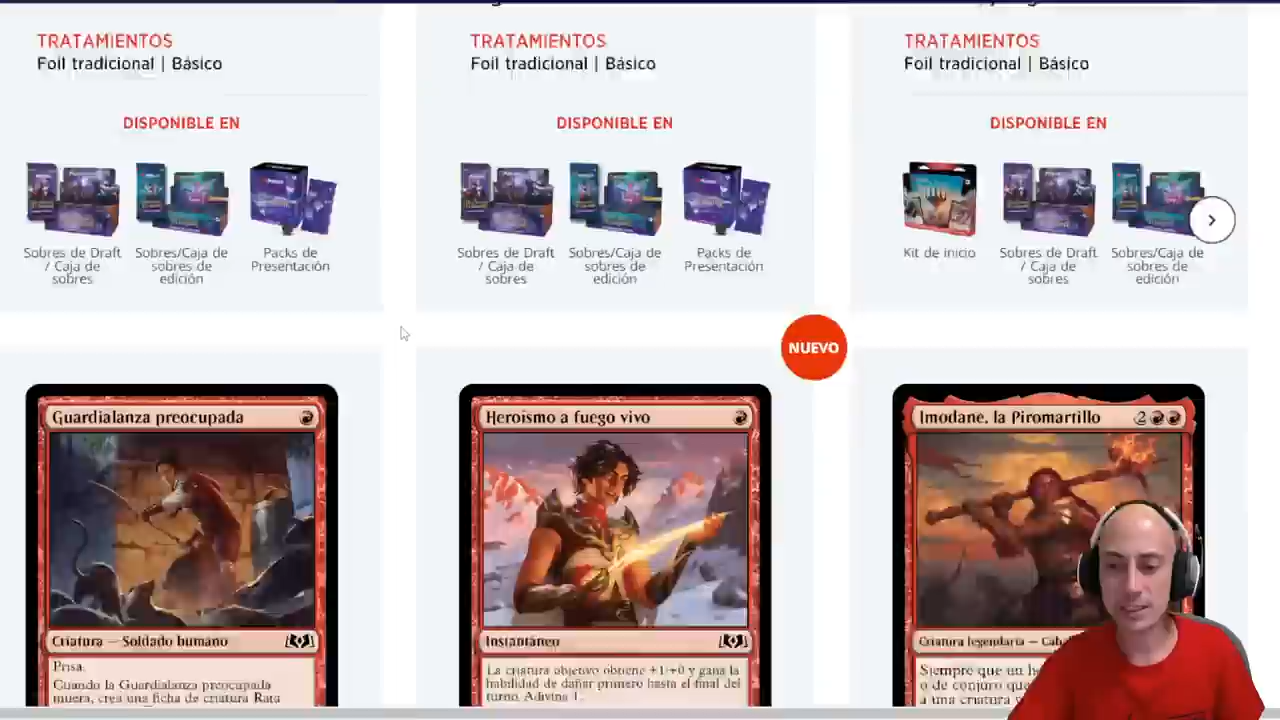 TRATAMIENTOS
Foil tradicional | Básico
DISPONIBLE EN
Sobres de Draft
/ Caja de
sobres
Sobres/Caja de
sobres de
edición
Packs de
Presentación
TRATAMIENTOS
Foil tradicional | Básico
DISPONIBLE EN
Sobres de Draft
/ Caja de
sobres
Sobres/Caja de
sobres de
edición
Packs de
Presentación
TRATAMIENTOS
Foil tradicional | Básico
DISPONIBLE EN
Kit de inicio
Sobres de Draft
/ Caja de
sobres
Sobres/Caja de
sobres de
edición
NUEVO
Guardialanza preocupada
Criatura — Soldado humano
Prisa.
Cuando la Guardialanza preocupada
muera, crea una ficha de criatura Rata
Heroísmo a fuego vivo
Instantáneo
La criatura objetivo obtiene +1/+0 y gana la
habilidad de dañar primero hasta el final del
turno. Adivina 1.
Imodane, la Piromartillo
2
Criatura legendaria —
Siempre que un
o de conjuro que
a una criatura